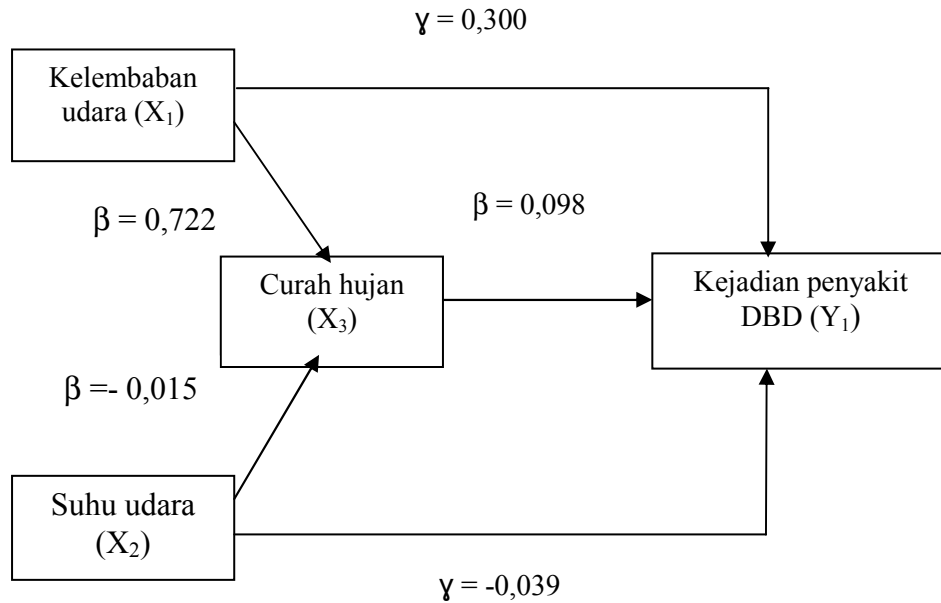 ɣ = 0,300
Kelembaban
udara (X₁)
β = 0,722
β = 0,098
Curah hujan
(X₃)
Kejadian penyakit
DBD (Y₁)
β =- 0,015
Suhu udara
(X₂)
ɣ = -0,039